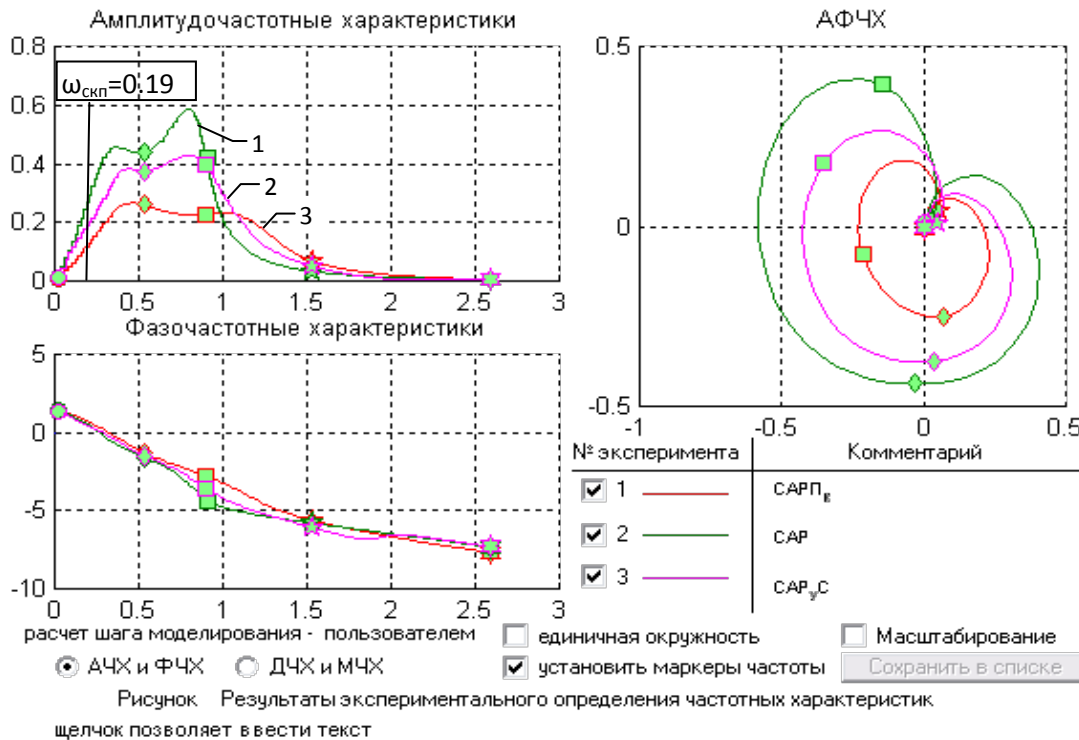 Амплитудочастотные характеристики
0.8
0.6
0.4
0.2
0
ωскп=0.19
1
2
3
0 0.5 1 1.5 2 2.5 3
Фазочастотные характеристики
5
0
-5
-10
0 0.5 1 1.5 2 2.5 3
АФЧХ
0.5
0
-0.5
-1 -0.5 0 0.5
№ эксперимента Комментарий
1 САРПg
2 САР
3 САРуС
расчет шага моделирования - пользователем
единичная окружность
Масштабирование
АЧХ и ФЧХ
ДЧХ и МЧХ
установить маркеры частоты
Сохранить в списке
Рисунок Результаты экспериментального определения частотных характеристик
щелчок позволяет ввести текст